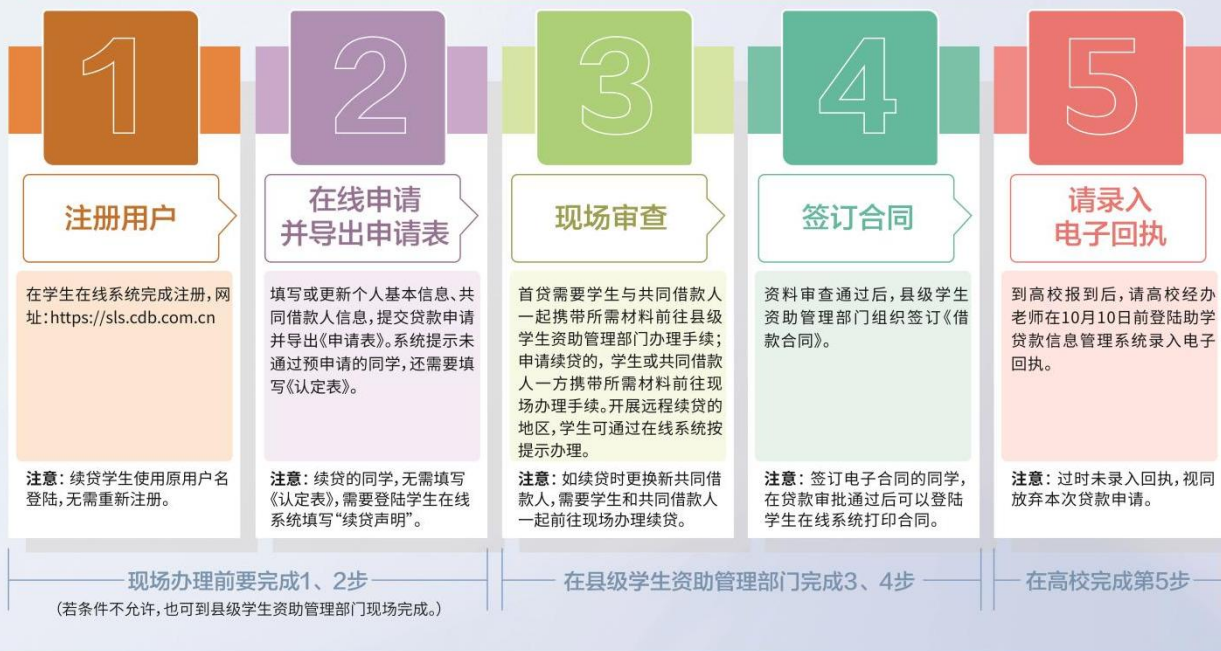 1
注册用户
在学生在线系统完成注册,网
址:https://sls.cdb.com.cn
注意：续贷学生使用原用户名
登陆,无需重新注册。
2
在线申请
并导出申请表
填写或更新个人基本信息、共
同借款人信息,提交贷款申请
并导出《申请表》。系统提示未
通过预申请的同学,还需要填
写《认定表》。
注意：续贷的同学,无需填写
《认定表》,需要登陆学生在线
系统填写“续贷声明”。
3
现场审查
首贷需要学生与共同借款人
一起携带所需材料前往县级
学生资助管理部门办理手续；
申请续贷的,学生或共同借款
人一方携带所需材料前往现
场办理手续。开展远程续贷的
地区,学生可通过在线系统按
提示办理。
注意：如续贷时更换新共同借
款人,需要学生和共同借款人
一起前往现场办理续贷。
4
签订合同
资料审查通过后,县级学生
资助管理部门组织签订《借
款合同》。
注意：签订电子合同的同学,
在贷款审批通过后可以登陆
学生在线系统打印合同。
5
请录入
电子回执
到高校报到后,请高校经办
老师在10月10日前登陆助学
贷款信息管理系统录入电子
回执。
注意：过时未录入回执,视同
放弃本次贷款申请。
现场办理前要完成1、2步
(若条件不允许,也可到县级学生资助管理部门现场完成。)
在县级学生资助管理部门完成3、4步
在高校完成第5步